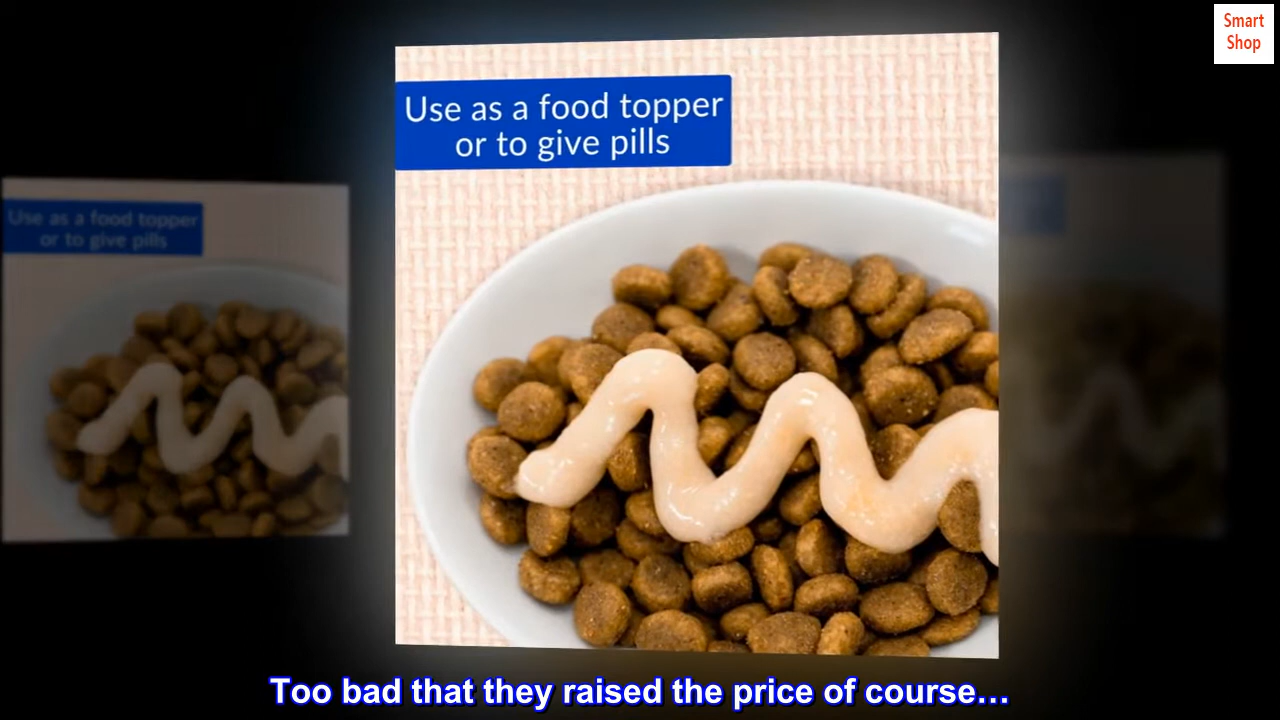 Smart
Shop
Use as a food topper
or to give pills
Use as a food topper
or to give pills
Too bad that they raised the price of course...